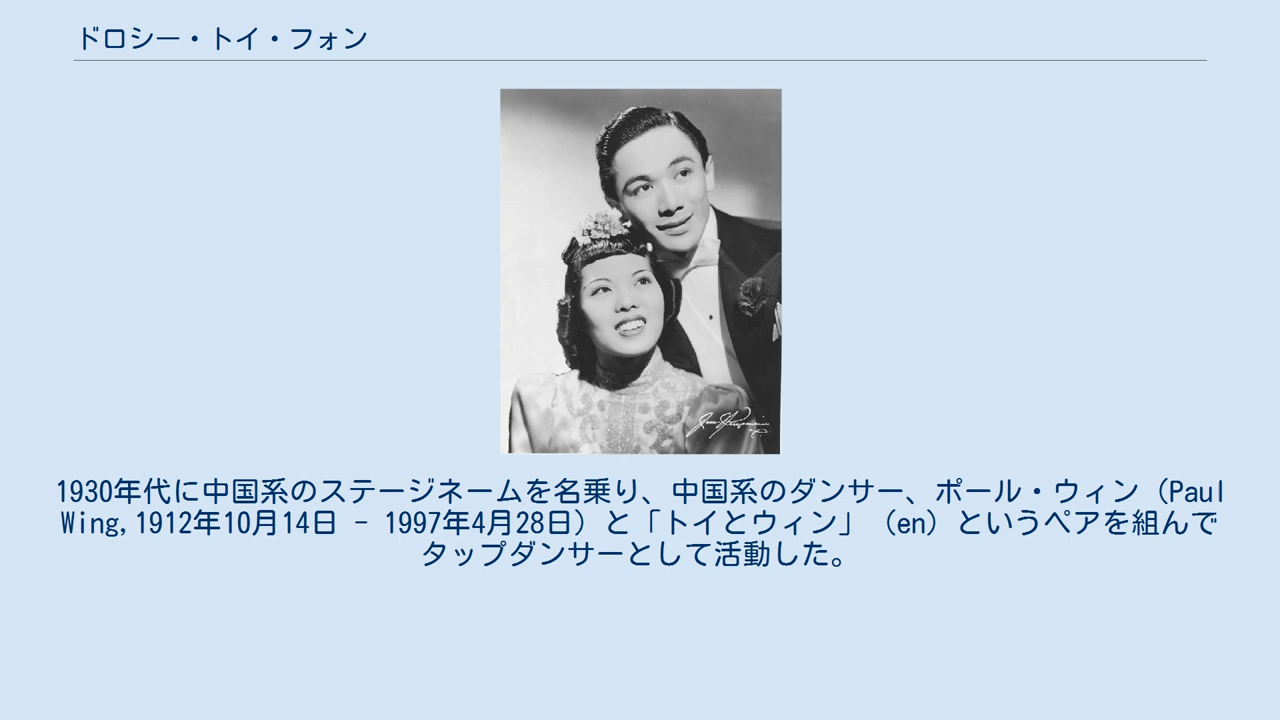 ドロシー・トイ・フォン
1930年代に中国系のステージネームを名乗り、中国系のダンサー、ポール・ウィン（Paul
Wing, 1912年10月14日 - 1997年4月28日）と「トイとウィン」（en）というペアを組んで
タップダンサーとして活動した。